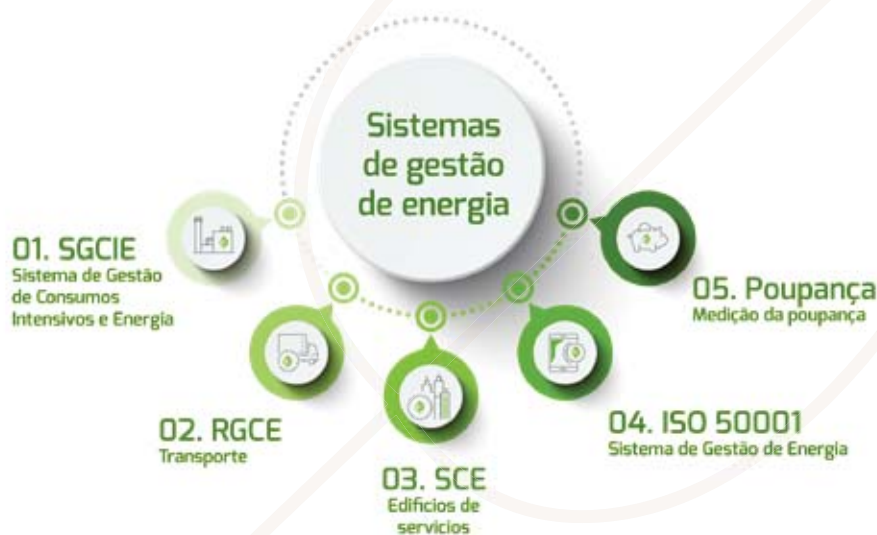 Sistemas
de gestão
de energia
01. SGCIE
Sistema de Gestão
de Consumos
Intensivos e Energia
02. RGCE
Transporte
03. SCE
Edifícios de
servicios
04. ISO 50001
Sistema de Gestão de Energia
05. Poupança
Medição da poupança